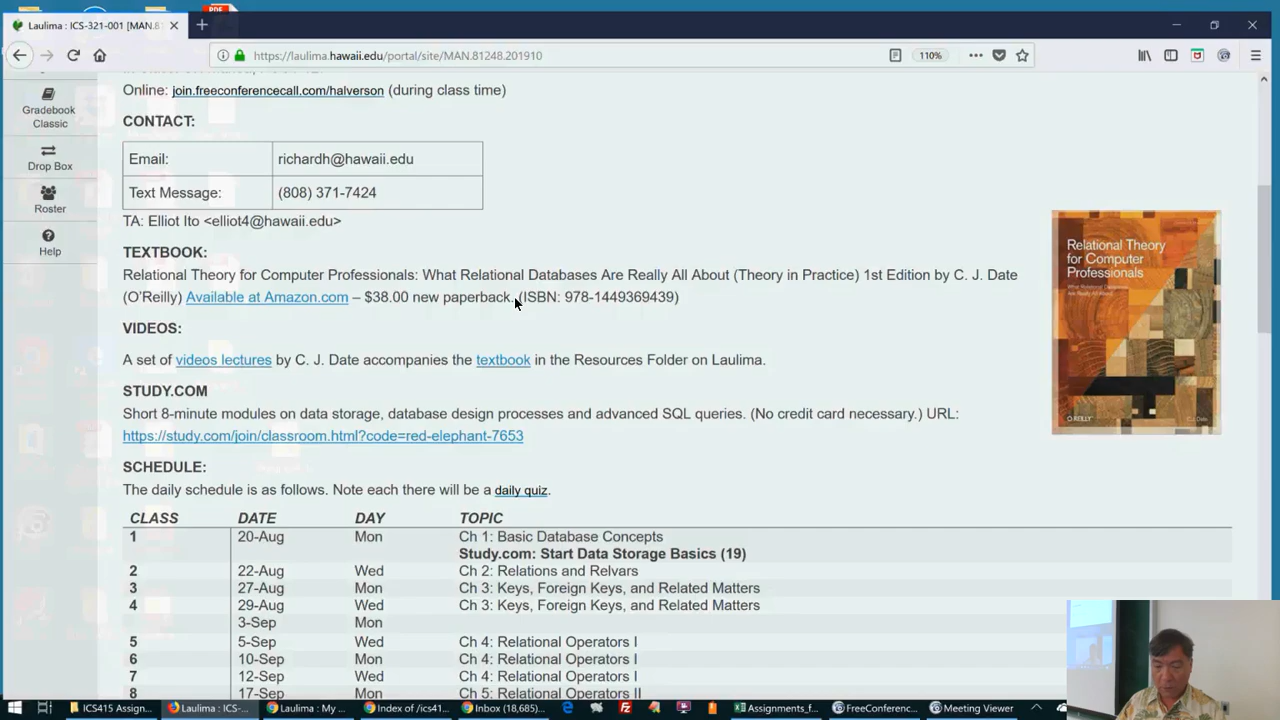 PDF
Laulima : ICS-321-001 [MAN.81
https://laulima.hawaii.edu/portal/site/MAN.81248.201910
110%
Gradebook
Classic
Drop Box
Roster
Help
Online: join.freeconferencecall.com/halverson (during class time)
CONTACT:
Email: richardh@hawaii.edu
Text Message: (808) 371-7424
TA: Elliot Ito <elliot4@hawaii.edu>
TEXTBOOK:
Relational Theory for Computer Professionals: What Relational Databases Are Really All About (Theory in Practice) 1st Edition by C. J. Date
(O'Reilly) Available at Amazon.com – $38.00 new paperback. (ISBN: 978-1449369439)
Relational Theory
for Computer
Professionals
What Relational Databases
Are Really All About
O'REILLY
C.J. Date
VIDEOS:
A set of videos lectures by C. J. Date accompanies the textbook in the Resources Folder on Laulima.
STUDY.COM
Short 8-minute modules on data storage, database design processes and advanced SQL queries. (No credit card necessary.) URL:
https://study.com/join/classroom.html?code=red-elephant-7653
SCHEDULE:
The daily schedule is as follows. Note each there will be a daily quiz.
CLASS DATE DAY TOPIC
1 20-Aug Mon Ch 1: Basic Database Concepts
Study.com: Start Data Storage Basics (19)
2 22-Aug Wed Ch 2: Relations and Relvars
3 27-Aug Mon Ch 3: Keys, Foreign Keys, and Related Matters
4 29-Aug Wed Ch 3: Keys, Foreign Keys, and Related Matters
3-Sep Mon
5 5-Sep Wed Ch 4: Relational Operators I
6 10-Sep Mon Ch 4: Relational Operators I
7 12-Sep Wed Ch 4: Relational Operators I
8 17-Sep Mon Ch 5: Relational Operators II
ICS415 Assign...
Laulima : ICS-...
Laulima : My ...
Index of /ics41...
Inbox (18,685)...
Assignments_f...
FreeConferenc...
Meeting Viewer